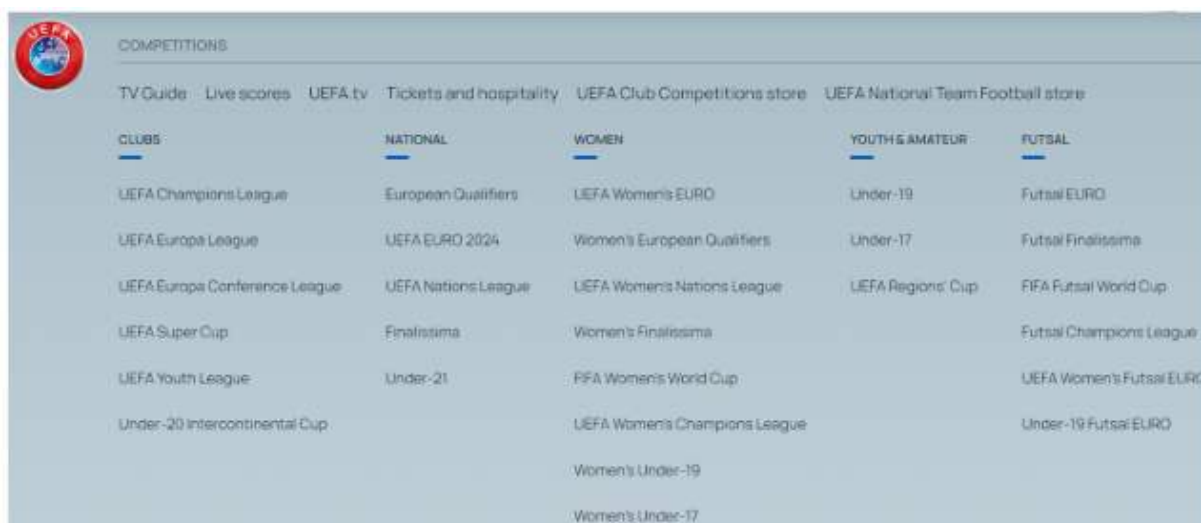 UEFA
COMPETITIONS
TV Guide Live scores UEFA.tv Tickets and hospitality UEFA Club Competitions store UEFA National Team Football store
CLUBS NATIONAL WOMEN YOUTH & AMATEUR FUTSAL
UEFA Champions League European Qualifiers UEFA Women's EURO Under-19 Futsal EURO
UEFA Europa League UEFA EURO 2024 Women's European Qualifiers Under-17 Futsal Finalissima
UEFA Europa Conference League UEFA Nations League UEFA Women's Nations League UEFA Regions' Cup FIFA Futsal World Cup
UEFA Super Cup Finalissima Women's Finalissima Futsal Champions League
UEFA Youth League Under-21 FIFA Women's World Cup UEFA Women's Futsal EURO
Under-20 Intercontinental Cup UEFA Women's Champions League Under-19 Futsal EURO
Women's Under-19
Women's Under-17